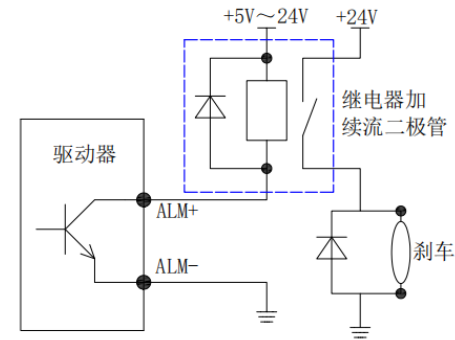 +5V～24V
+24V
继电器加
续流二极管
驱动器
ALM+
ALM-
刹车